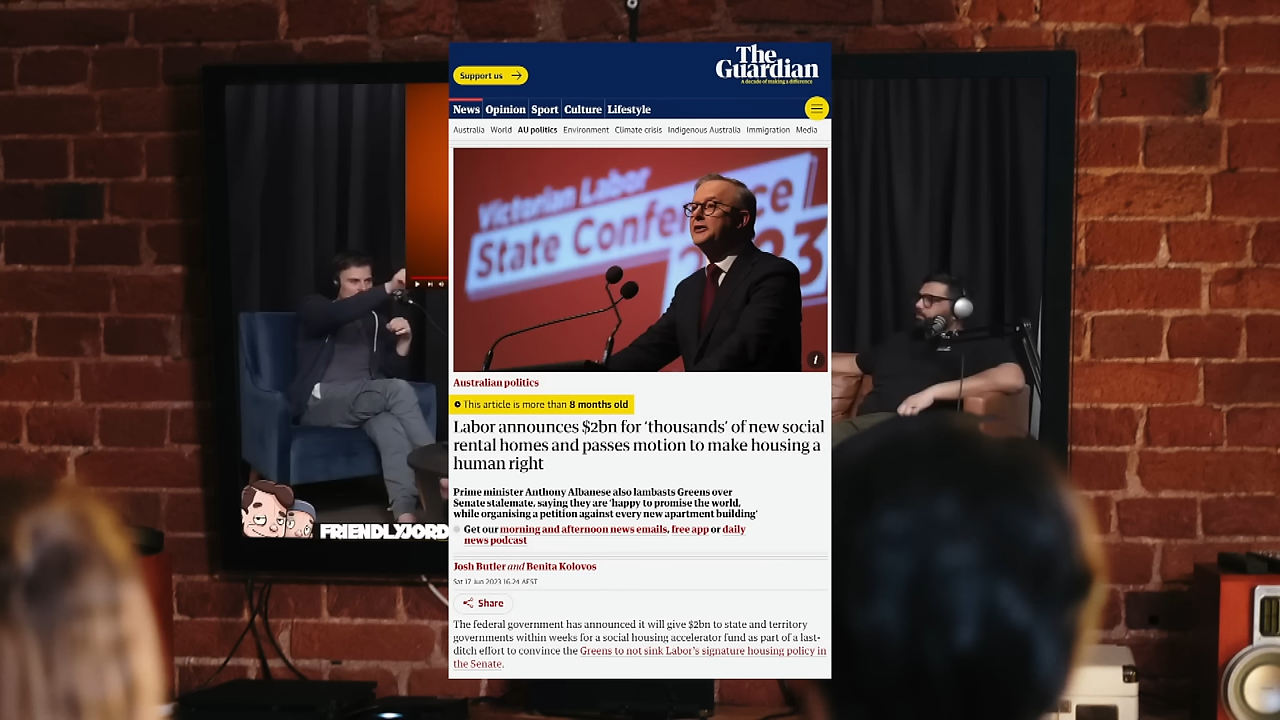 The
Guardian
A decade of making a difference
Support us
News Opinion Sport Culture Lifestyle
Australia World AU politics Environment Climate crisis Indigenous Australia Immigration Media
Victorian Labor
State Conference
2023
Australian politics
This article is more than 8 months old
Labor announces $2bn for ‘thousands’ of new social
rental homes and passes motion to make housing a
human right
Prime minister Anthony Albanese also lambasts Greens over
Senate stalemate, saying they are ‘happy to promise the world,
while organising a petition against every new apartment building’
Get our morning and afternoon news emails, free app or daily
news podcast
Josh Butler and Benita Kolovos
Sat 17 Jun 2023 16.24 AEST
Share
The federal government has announced it will give $2bn to state and territory
governments within weeks for a social housing accelerator fund as part of a last-
ditch effort to convince the Greens to not sink Labor’s signature housing policy in
the Senate.
FRIENDLYJORD